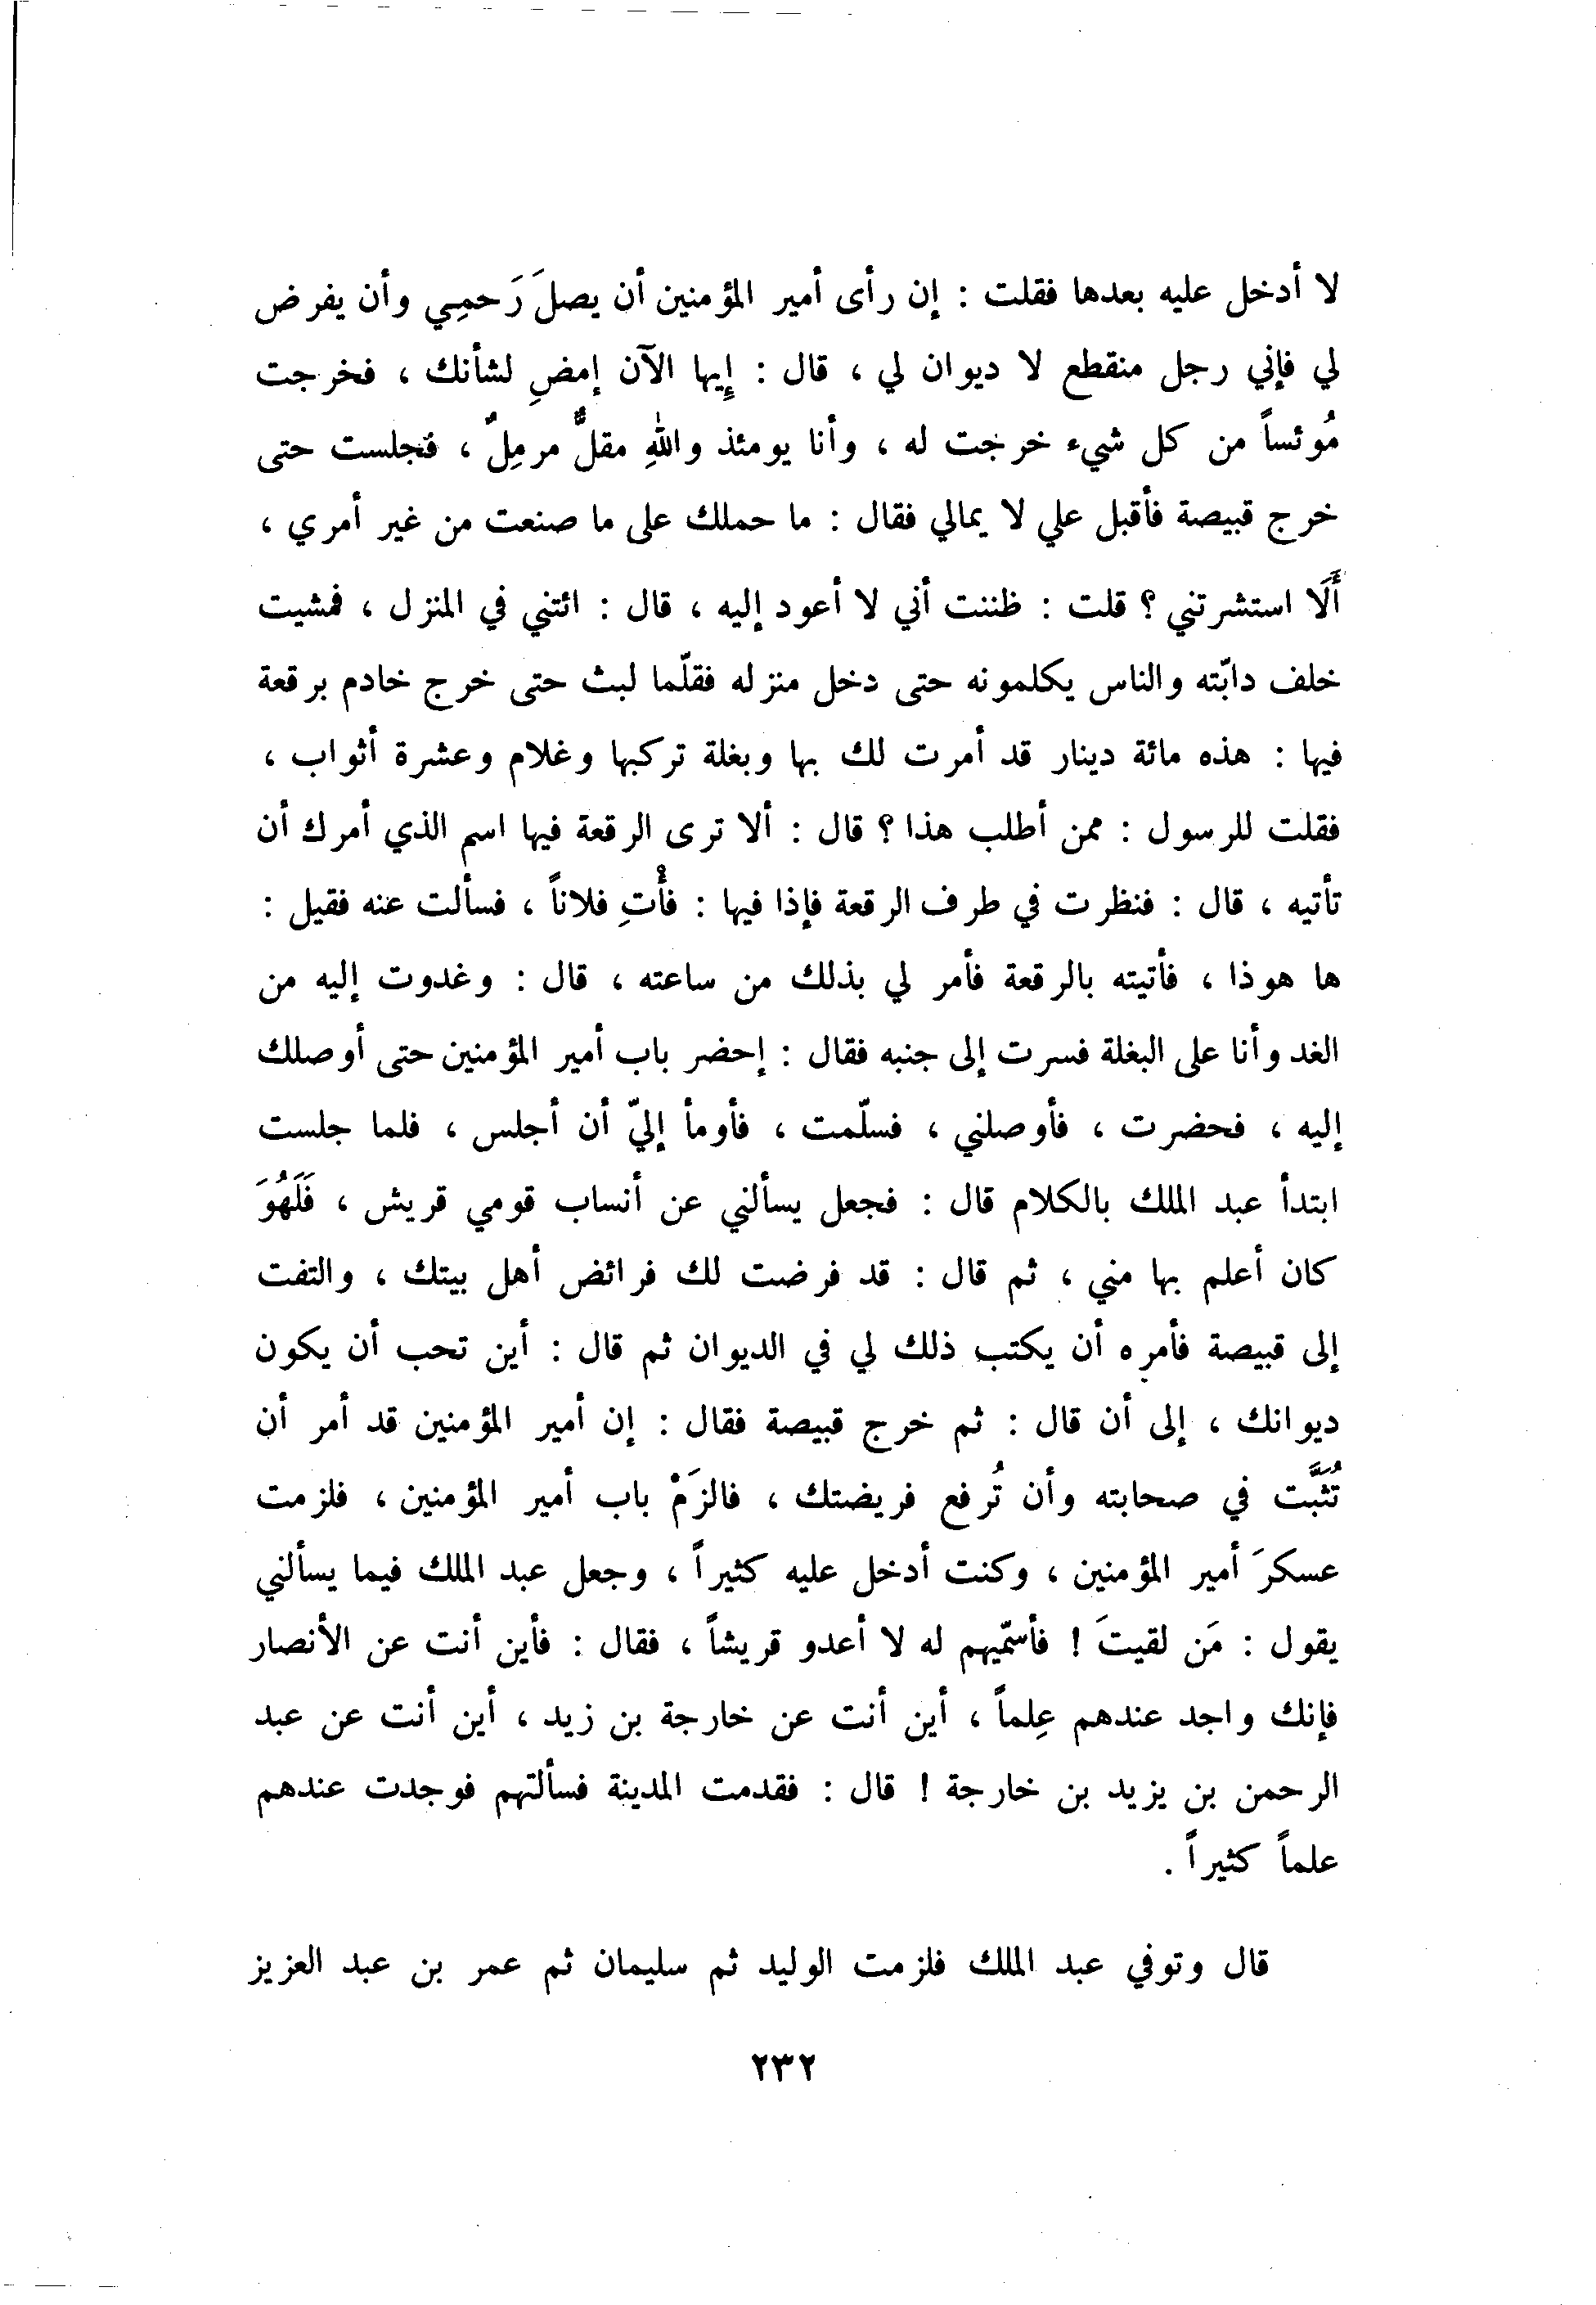 لا أدخل عليه بعدها فقلت : إن رأى أمير المؤمنين أن يصلَ رَحمِي وأن يفرض
لي فإني رجل منقطع لا ديوان لي ، قال : إِيها الآن إمضِ لشأنك ، فخرجت
مُوئساً من كل شيء خرجت له ، وأنا يومئذ واللهِ مقلٌّ مرمِلٌ ، فجلست حتى
خرج قبيصة فأقبل علي لا يمالي فقال : ما حملك على ما صنعت من غير أمري ،
أَلَا استشرتني ؟ قلت : ظننت أني لا أعود إليه ، قال : ائتني في المنزل ، فمشيت
خلف دابّته والناس يكلمونه حتى دخل منزله فقلّما لبث حتى خرج خادم برقعة
فيها : هذه مائة دينار قد أمرت لك بها وبغلة تركبها وغلام وعشرة أثواب ،
فقلت للرسول : ممن أطلب هذا ؟ قال : ألا ترى الرقعة فيها اسم الذي أمرك أن
تأتيه ، قال : فنظرت في طرف الرقعة فإذا فيها : فأْتِ فلاناً ، فسألت عنه فقيل :
ها هوذا ، فأتيته بالرقعة فأمر لي بذلك من ساعته ، قال : وغدوت إليه من
الغد وأنا على البغلة فسرت إلى جنبه فقال : إحضر باب أمير المؤمنين حتى أوصلك
إليه ، فحضرت ، فأوصلني ، فسلّمت ، فأومأ إليّ أن أجلس ، فلما جلست
ابتدأ عبد الملك بالكلام قال : فجعل يسألني عن أنساب قومي قريش ، فَلَهُوَ
كان أعلم بها مني ، ثم قال : قد فرضت لك فرائض أهل بيتك ، والتفت
إلى قبيصة فأمره أن يكتب ذلك لي في الديوان ثم قال : أين تحب أن يكون
ديوانك ، إلى أن قال : ثم خرج قبيصة فقال : إن أمير المؤمنين قد أمر أن
تُثَبَّت في صحابته وأن تُرفع فريضتك ، فالزَمْ باب أمير المؤمنين ، فلزمت
عسكرَ أمير المؤمنين ، وكنت أدخل عليه كثيراً ، وجعل عبد الملك فيما يسألني
يقول : مَن لقيتَ ! فأسمّيهم له لا أعدو قريشاً ، فقال : فأين أنت عن الأنصار
فإنك واجد عندهم عِلماً ، أين أنت عن خارجة بن زيد ، أين أنت عن عبد
الرحمن بن يزيد بن خارجة ! قال : فقدمت المدينة فسألتهم فوجدت عندهم
علماً كثيراً .
قال وتوفي عبد الملك فلزمت الوليد ثم سليمان ثم عمر بن عبد العزيز
٢٣٢